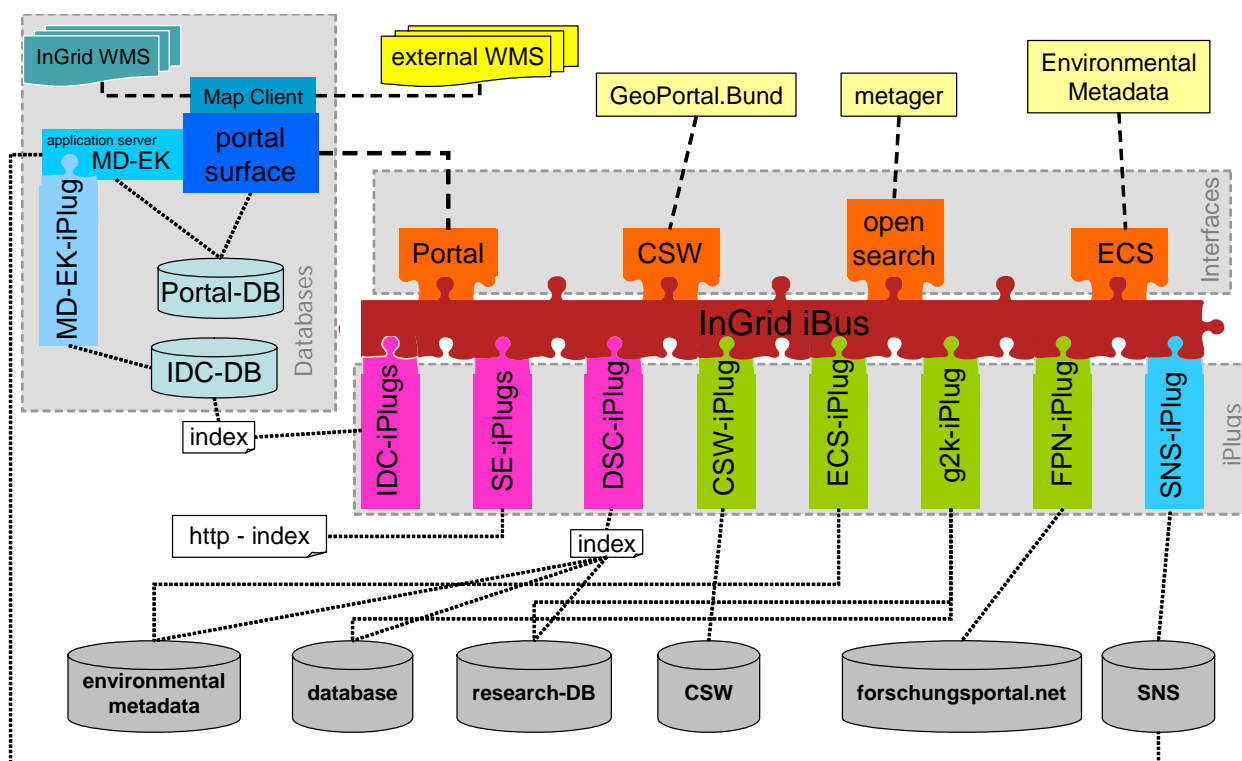 InGrid WMS
external WMS
Map Client
application server
MD-EK
portal
surface
MD-EK-iPlug
Portal-DB
IDC-DB
Databases
index
GeoPortal.Bund
metager
Environmental
Metadata
Interfaces
Portal
CSW
open
search
ECS
InGrid iBus
IDC-iPlugs
SE-iPlugs
DSC-iPlug
CSW-iPlug
ECS-iPlug
g2k-iPlug
FPN-iPlug
SNS-iPlug
iPlugs
http - index
index
environmental
metadata
database
research-DB
CSW
forschungsportal.net
SNS